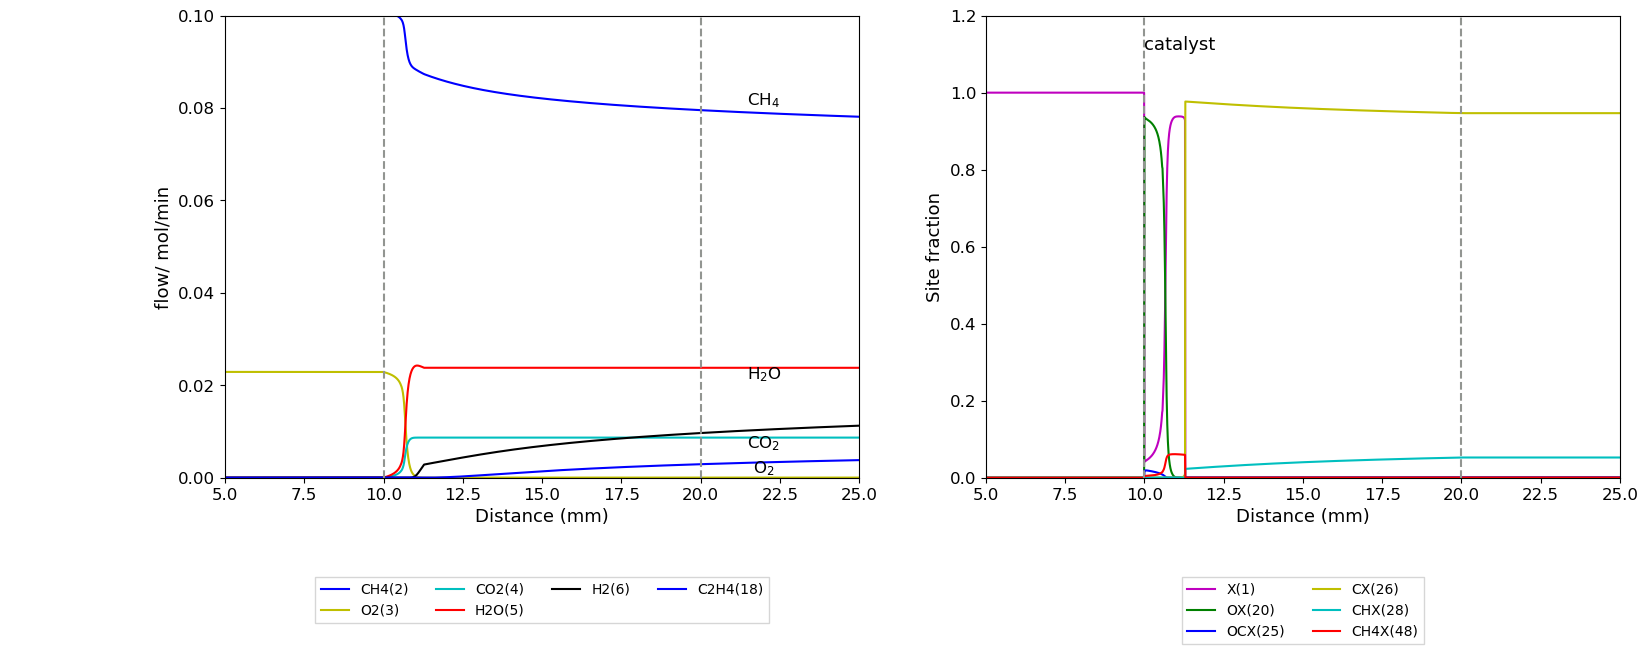 0.10
0.08
0.06
0.04
0.02
0.00
flow/ mol/min
CH₄
H₂O
CO₂
O₂
5.0 7.5 10.0 12.5 15.0 17.5 20.0 22.5 25.0
Distance (mm)
CH4(2) CO2(4) H2(6) C2H4(18)
O2(3) H2O(5)
1.2
1.0
0.8
0.6
0.4
0.2
0.0
Site fraction
catalyst
5.0 7.5 10.0 12.5 15.0 17.5 20.0 22.5 25.0
Distance (mm)
X(1) CX(26)
OX(20) CHX(28)
OCX(25) CH4X(48)